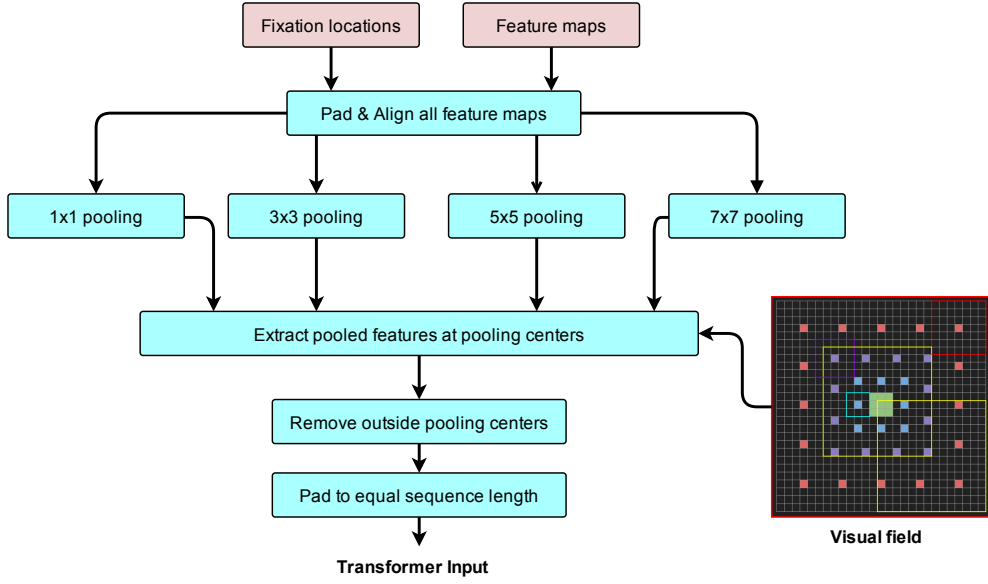 Fixation locations
Feature maps
Pad & Align all feature maps
1x1 pooling
3x3 pooling
5x5 pooling
7x7 pooling
Extract pooled features at pooling centers
Remove outside pooling centers
Pad to equal sequence length
Visual field
Transformer Input